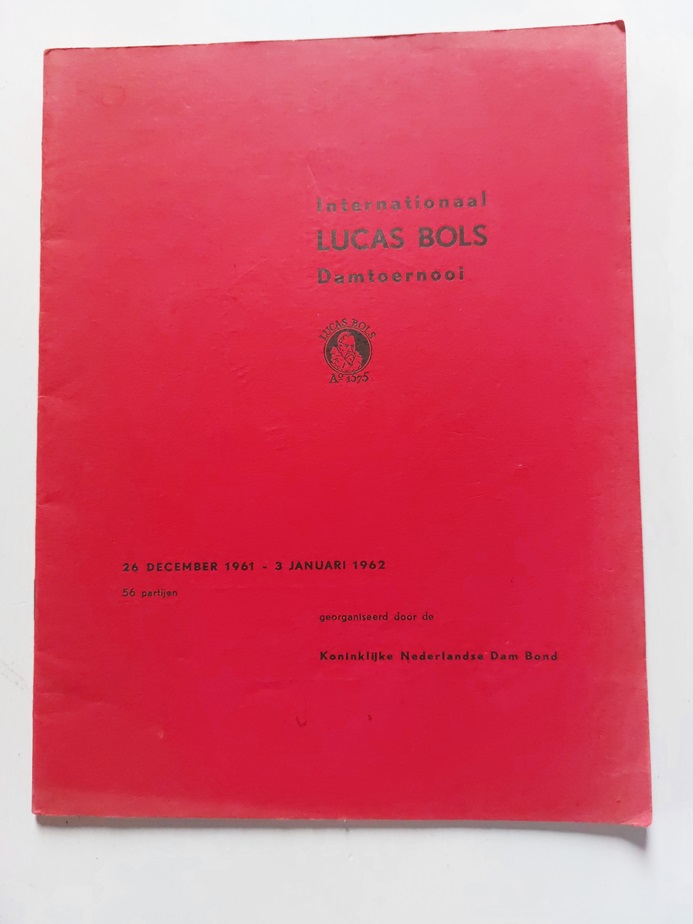 Internationaal
LUCAS BOLS
Damtoernooi
LUCAS BOLS
Aº 1575
26 DECEMBER 1961 - 3 JANUARI 1962
56 partijen
georganiseerd door de
Koninklijke Nederlandse Dam Bond